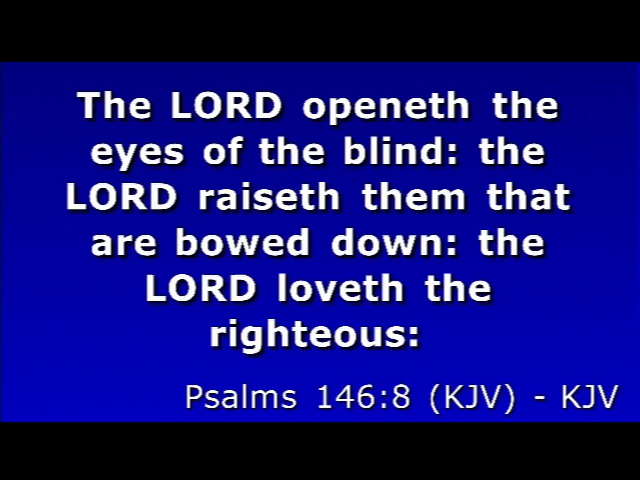 The LORD openeth the
eyes of the blind: the
LORD raiseth them that
are bowed down: the
LORD loveth the
righteous:
Psalms 146:8 (KJV) - KJV